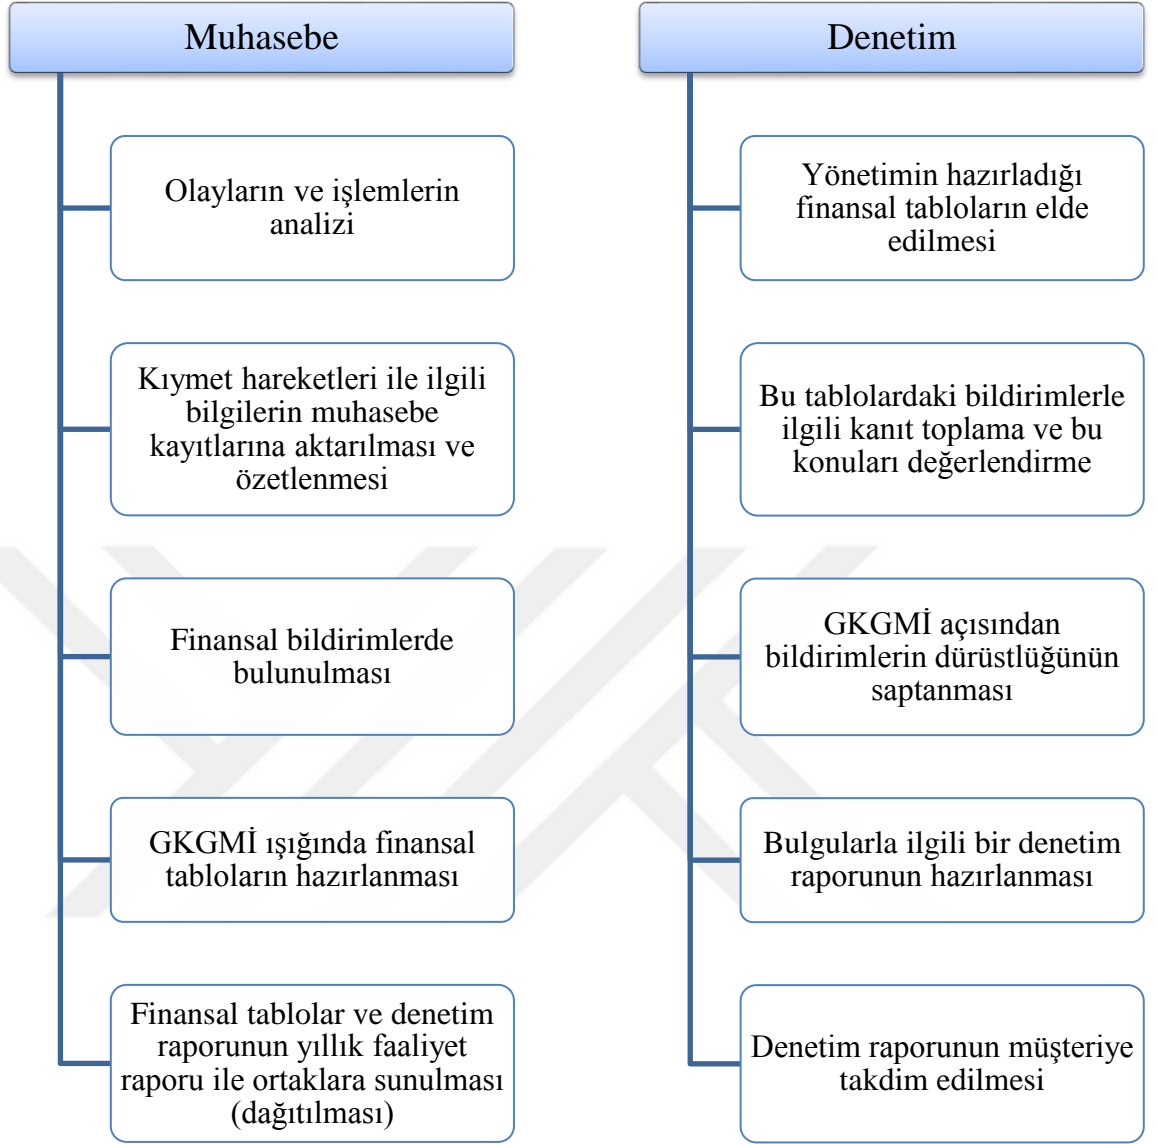 Muhasebe
Olayların ve işlemlerin
analizi
Kıymet hareketleri ile ilgili
bilgilerin muhasebe
kayıtlarına aktarılması ve
özetlenmesi
Finansal bildirimlerde
bulunulması
GKGMİ ışığında finansal
tabloların hazırlanması
Finansal tablolar ve denetim
raporunun yıllık faaliyet
raporu ile ortaklara sunulması
(dağıtılması)
Denetim
Yönetimin hazırladığı
finansal tabloların elde
edilmesi
Bu tablolardaki bildirimlerle
ilgili kanıt toplama ve bu
konuları değerlendirme
GKGMİ açısından
bildirimlerin dürüstlüğünün
saptanması
Bulgularla ilgili bir denetim
raporunun hazırlanması
Denetim raporunun müşteriye
takdim edilmesi